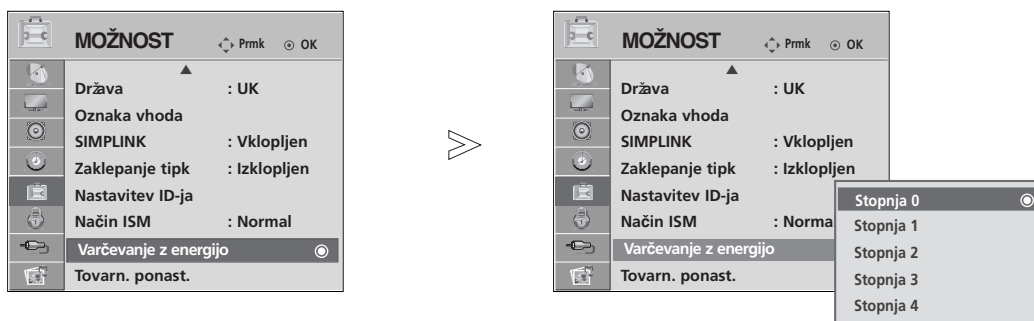 MOŽNOST Prmk OK
Država : UK
Oznaka vhoda
SIMPLINK : Vklopljen
Zaklepanje tipk : Izklopljen
Nastavitev ID-ja
Način ISM : Normal
Varčevanje z energijo
Tovarn. ponast.
MOŽNOST Prmk OK
Država : UK
Oznaka vhoda
SIMPLINK : Vklopljen
Zaklepanje tipk : Izklopljen
Nastavitev ID-ja
Način ISM : Norma
Varčevanje z energijo
Tovarn. ponast.
Stopnja 0
Stopnja 1
Stopnja 2
Stopnja 3
Stopnja 4